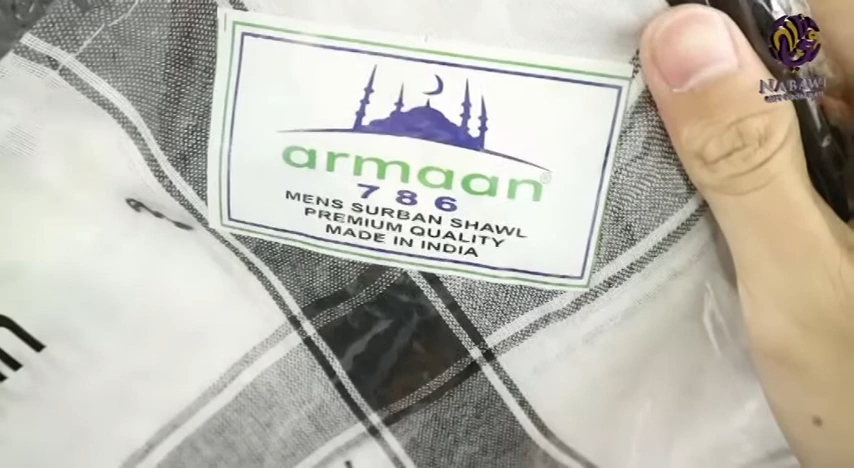 NABAWI
armaan
786
MENS SURBAN SHAWL
PREMIUM QUALITY
MADE IN INDIA